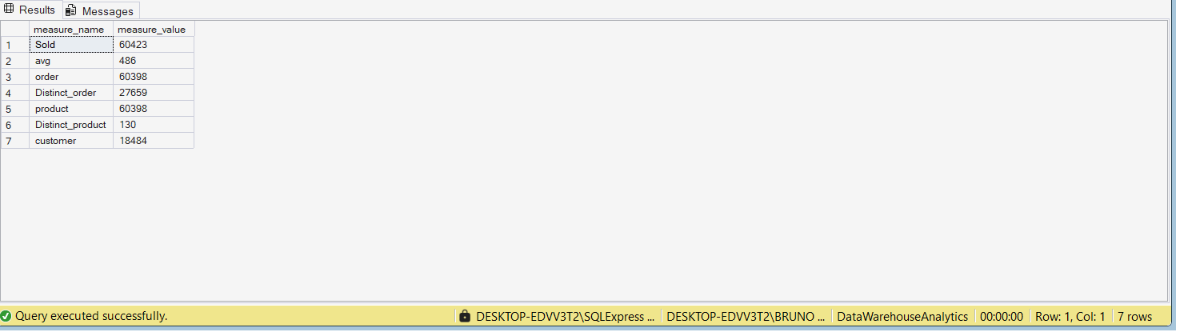 Results Messages
measure_name measure_value
1 Sold 60423
2 avg 486
3 order 60398
4 Distinct_order 27659
5 product 60398
6 Distinct_product 130
7 customer 18484
Query executed successfully. DESKTOP-EDVV3T2\SQLExpress ... DESKTOP-EDVV3T2\BRUNO ... DataWarehouseAnalytics 00:00:00 Row: 1, Col: 1 7 rows